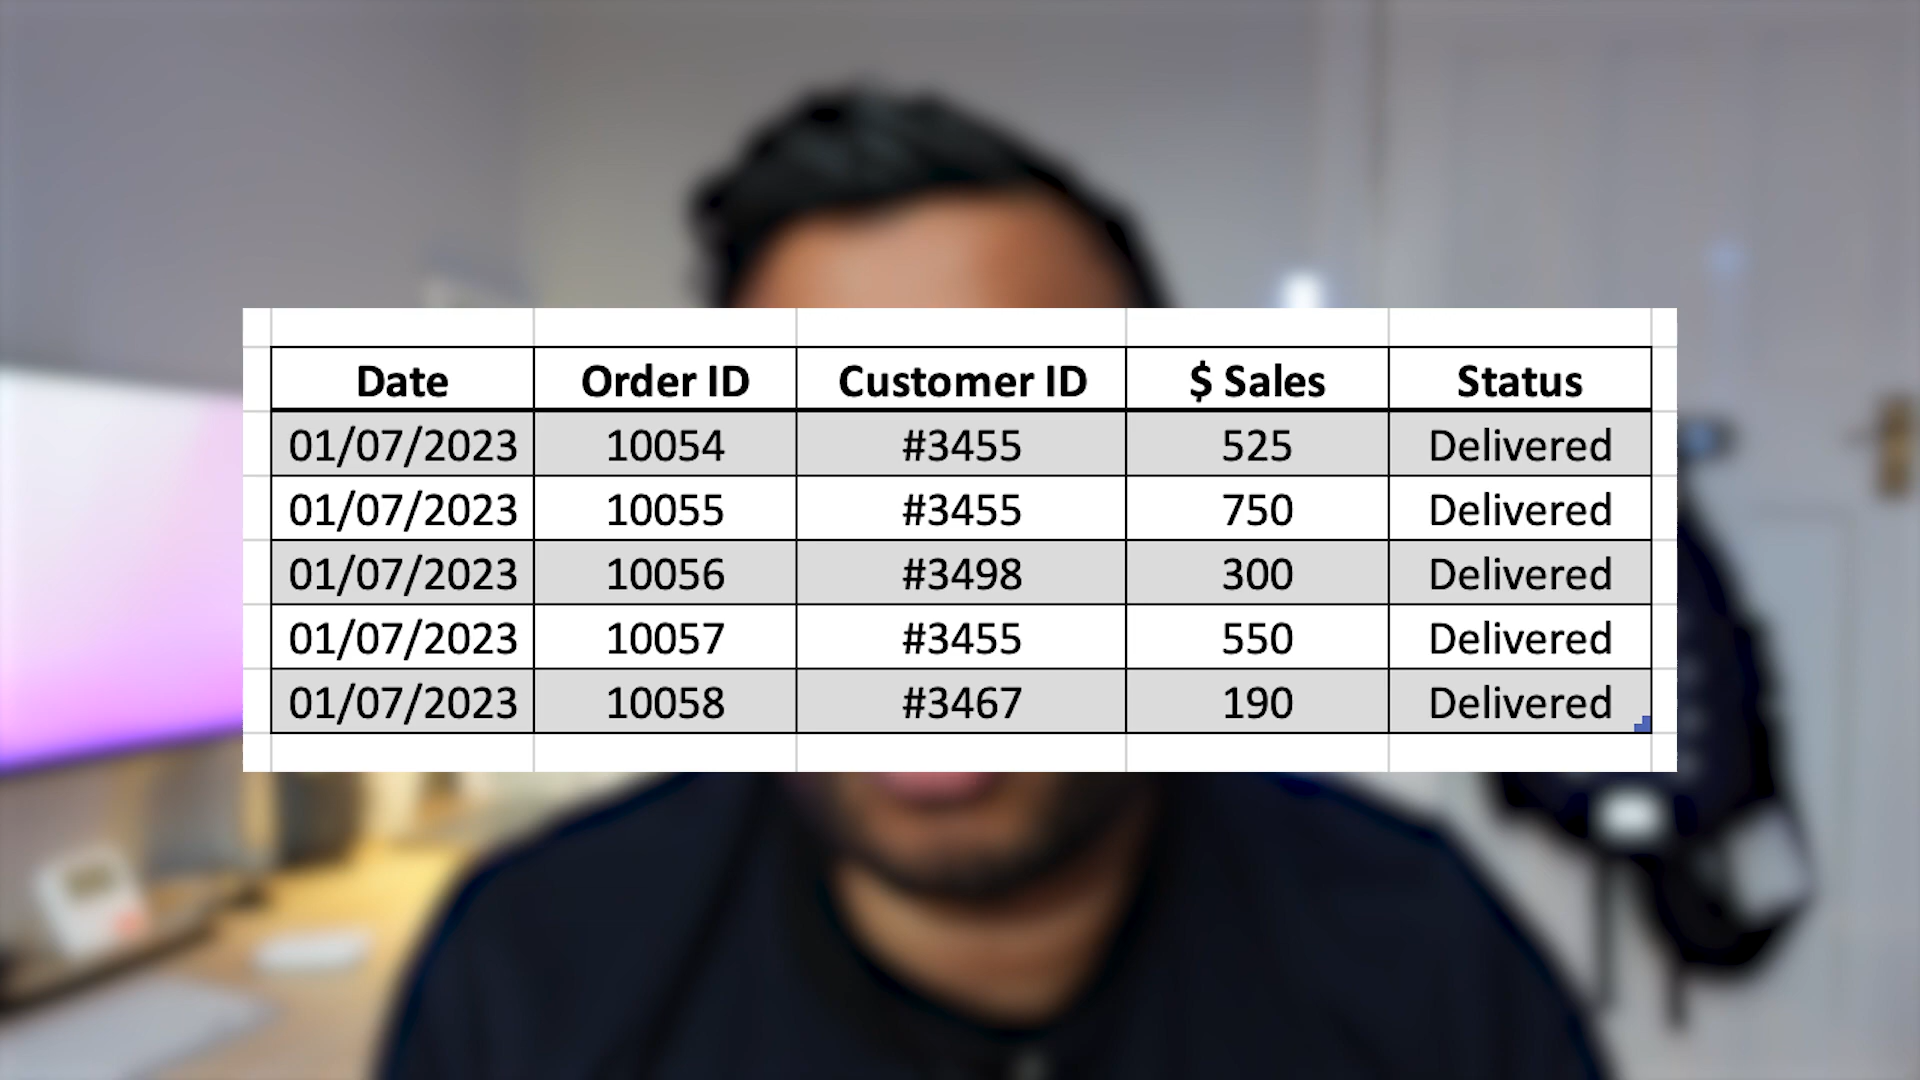 Date Order ID Customer ID $ Sales Status
01/07/2023 10054 #3455 525 Delivered
01/07/2023 10055 #3455 750 Delivered
01/07/2023 10056 #3498 300 Delivered
01/07/2023 10057 #3455 550 Delivered
01/07/2023 10058 #3467 190 Delivered